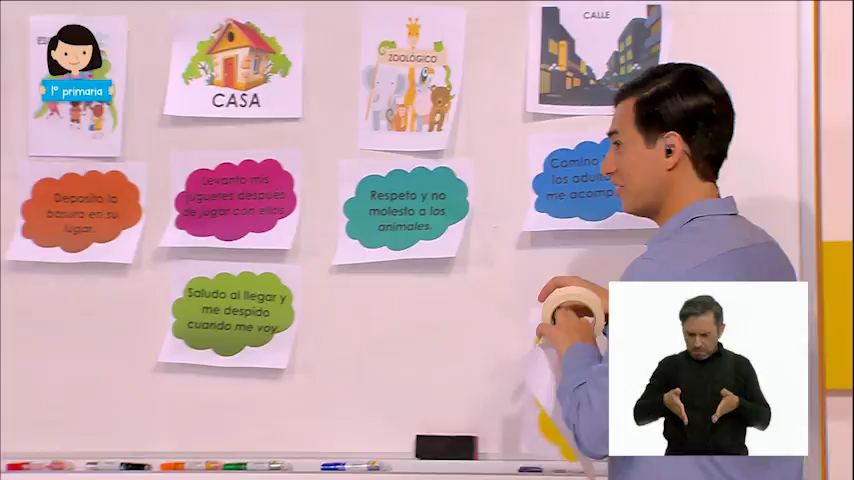 1° primaria
CASA
ZOOLÓGICO
CALLE
Deposito la
basura en su
lugar.
Levanto mis
juguetes después
de jugar con ellos.
Respeto y no
molesto a los
animales.
Camino
los adult
me acomp
Saludo al llegar y
me despido
cuando me voy.